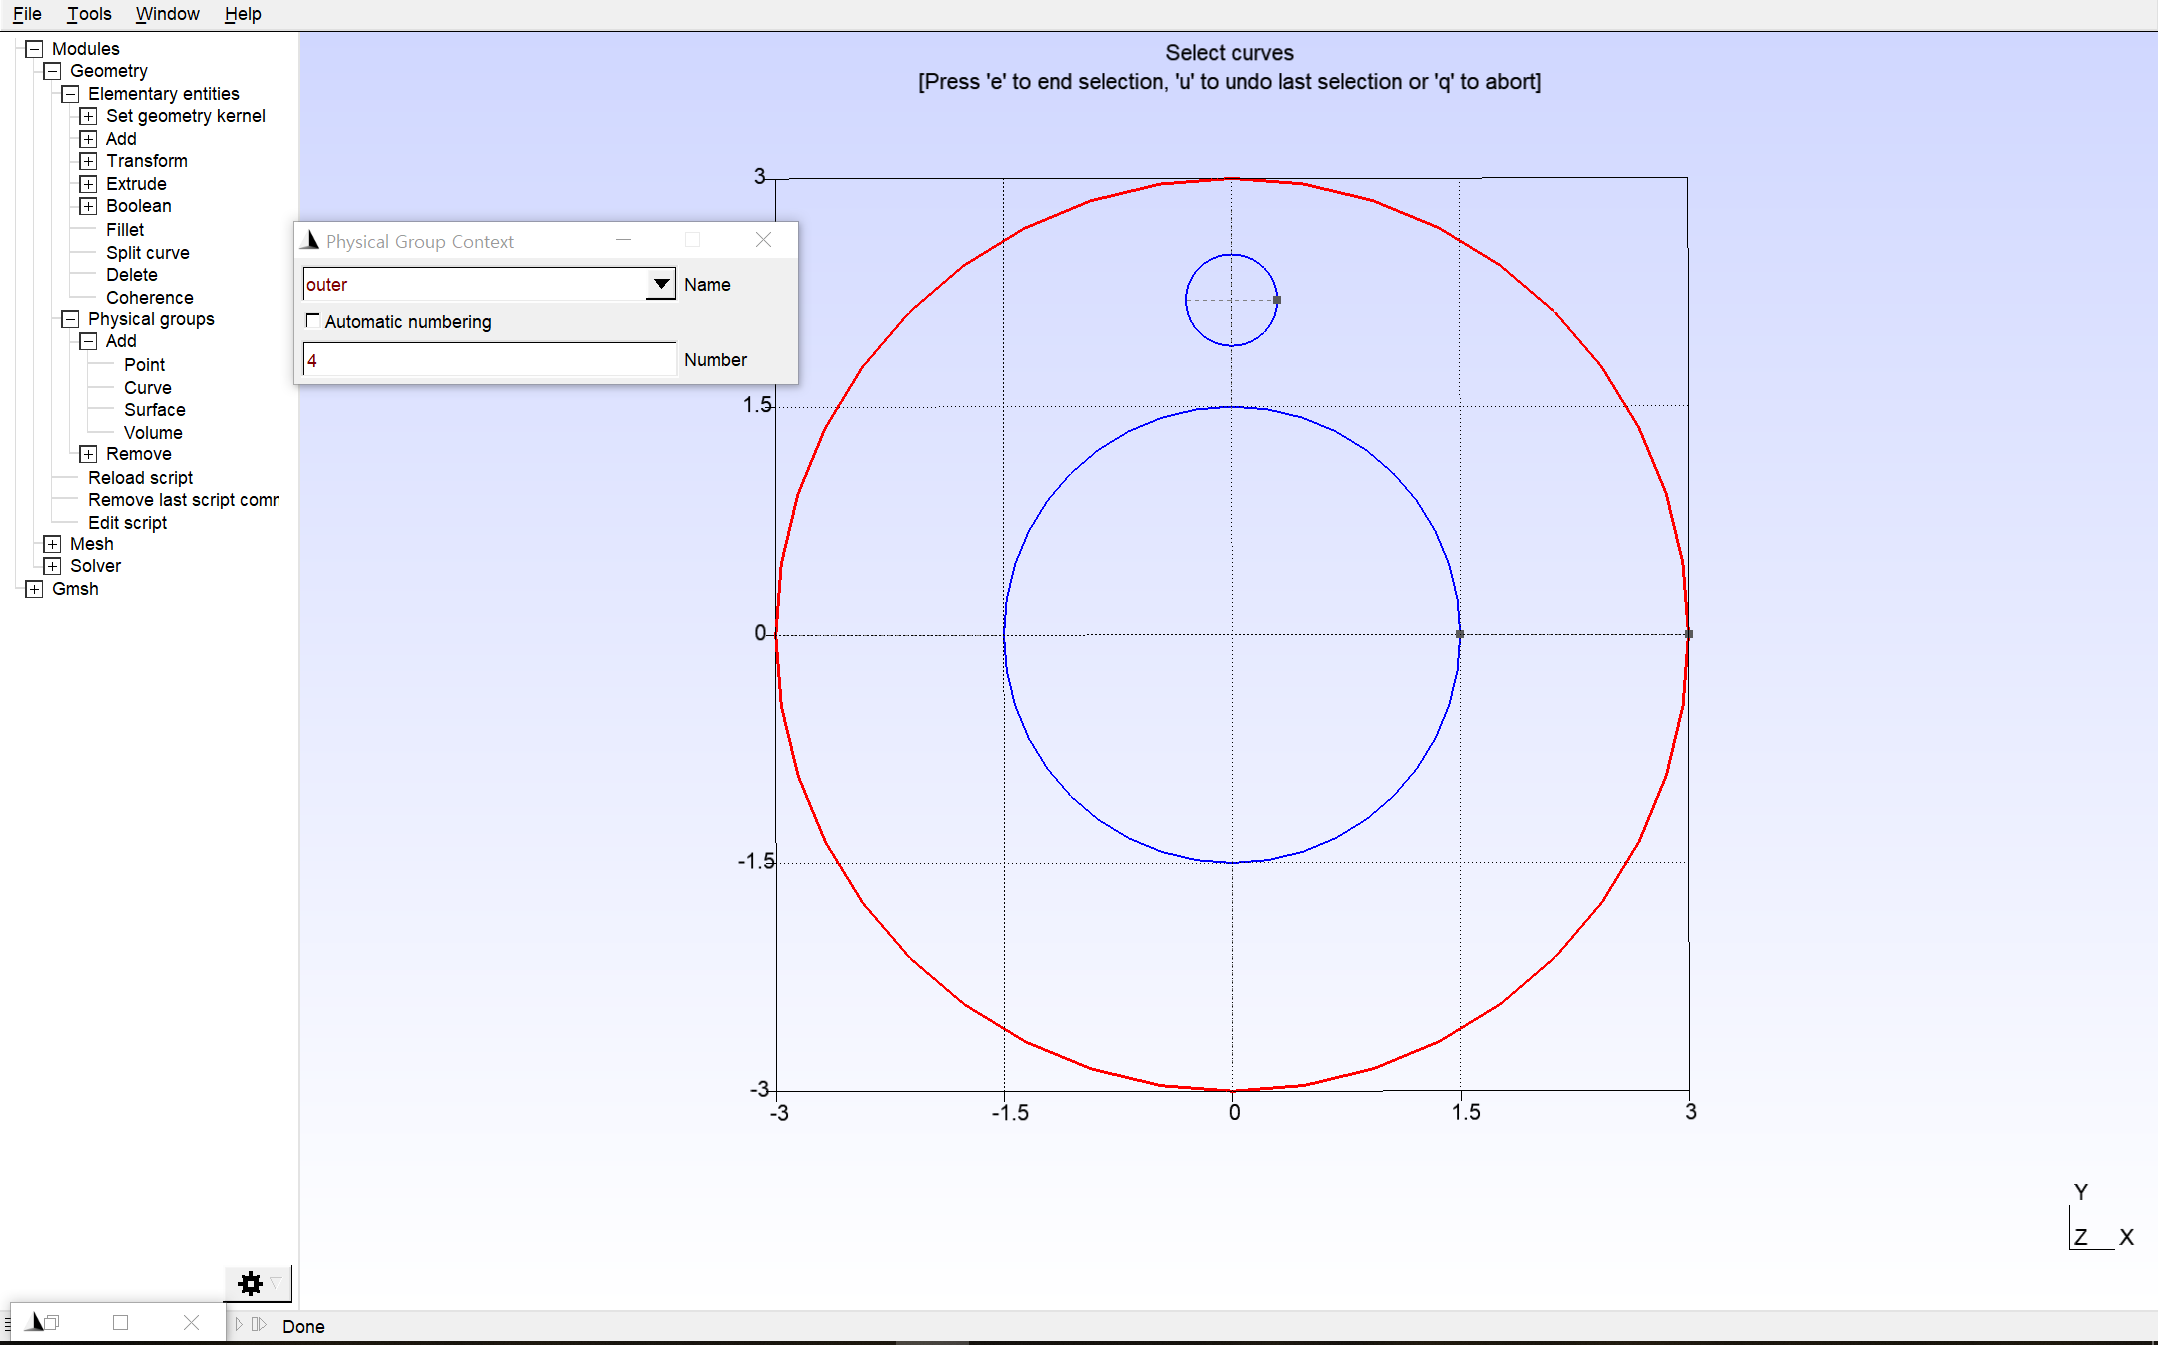 File Tools Window Help
Modules
Geometry
Elementary entities
Set geometry kernel
Add
Transform
Extrude
Boolean
Fillet
Split curve
Delete
Coherence
Physical groups
Add
Point
Curve
Surface
Volume
Remove
Reload script
Remove last script comr
Edit script
Mesh
Solver
Gmsh
Physical Group Context
outer Name
Automatic numbering
4 Number
Select curves
[Press 'e' to end selection, 'u' to undo last selection or 'q' to abort]
3
1.5
0
-1.5
-3
-3 -1.5 0 1.5 3
Y
Z X
Done